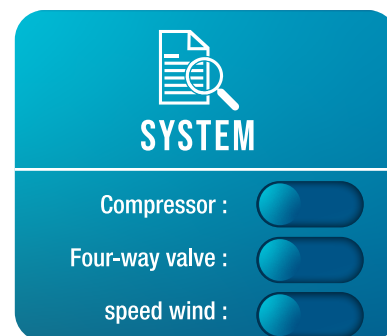 SYSTEM
Compressor :
Four-way valve :
speed wind :